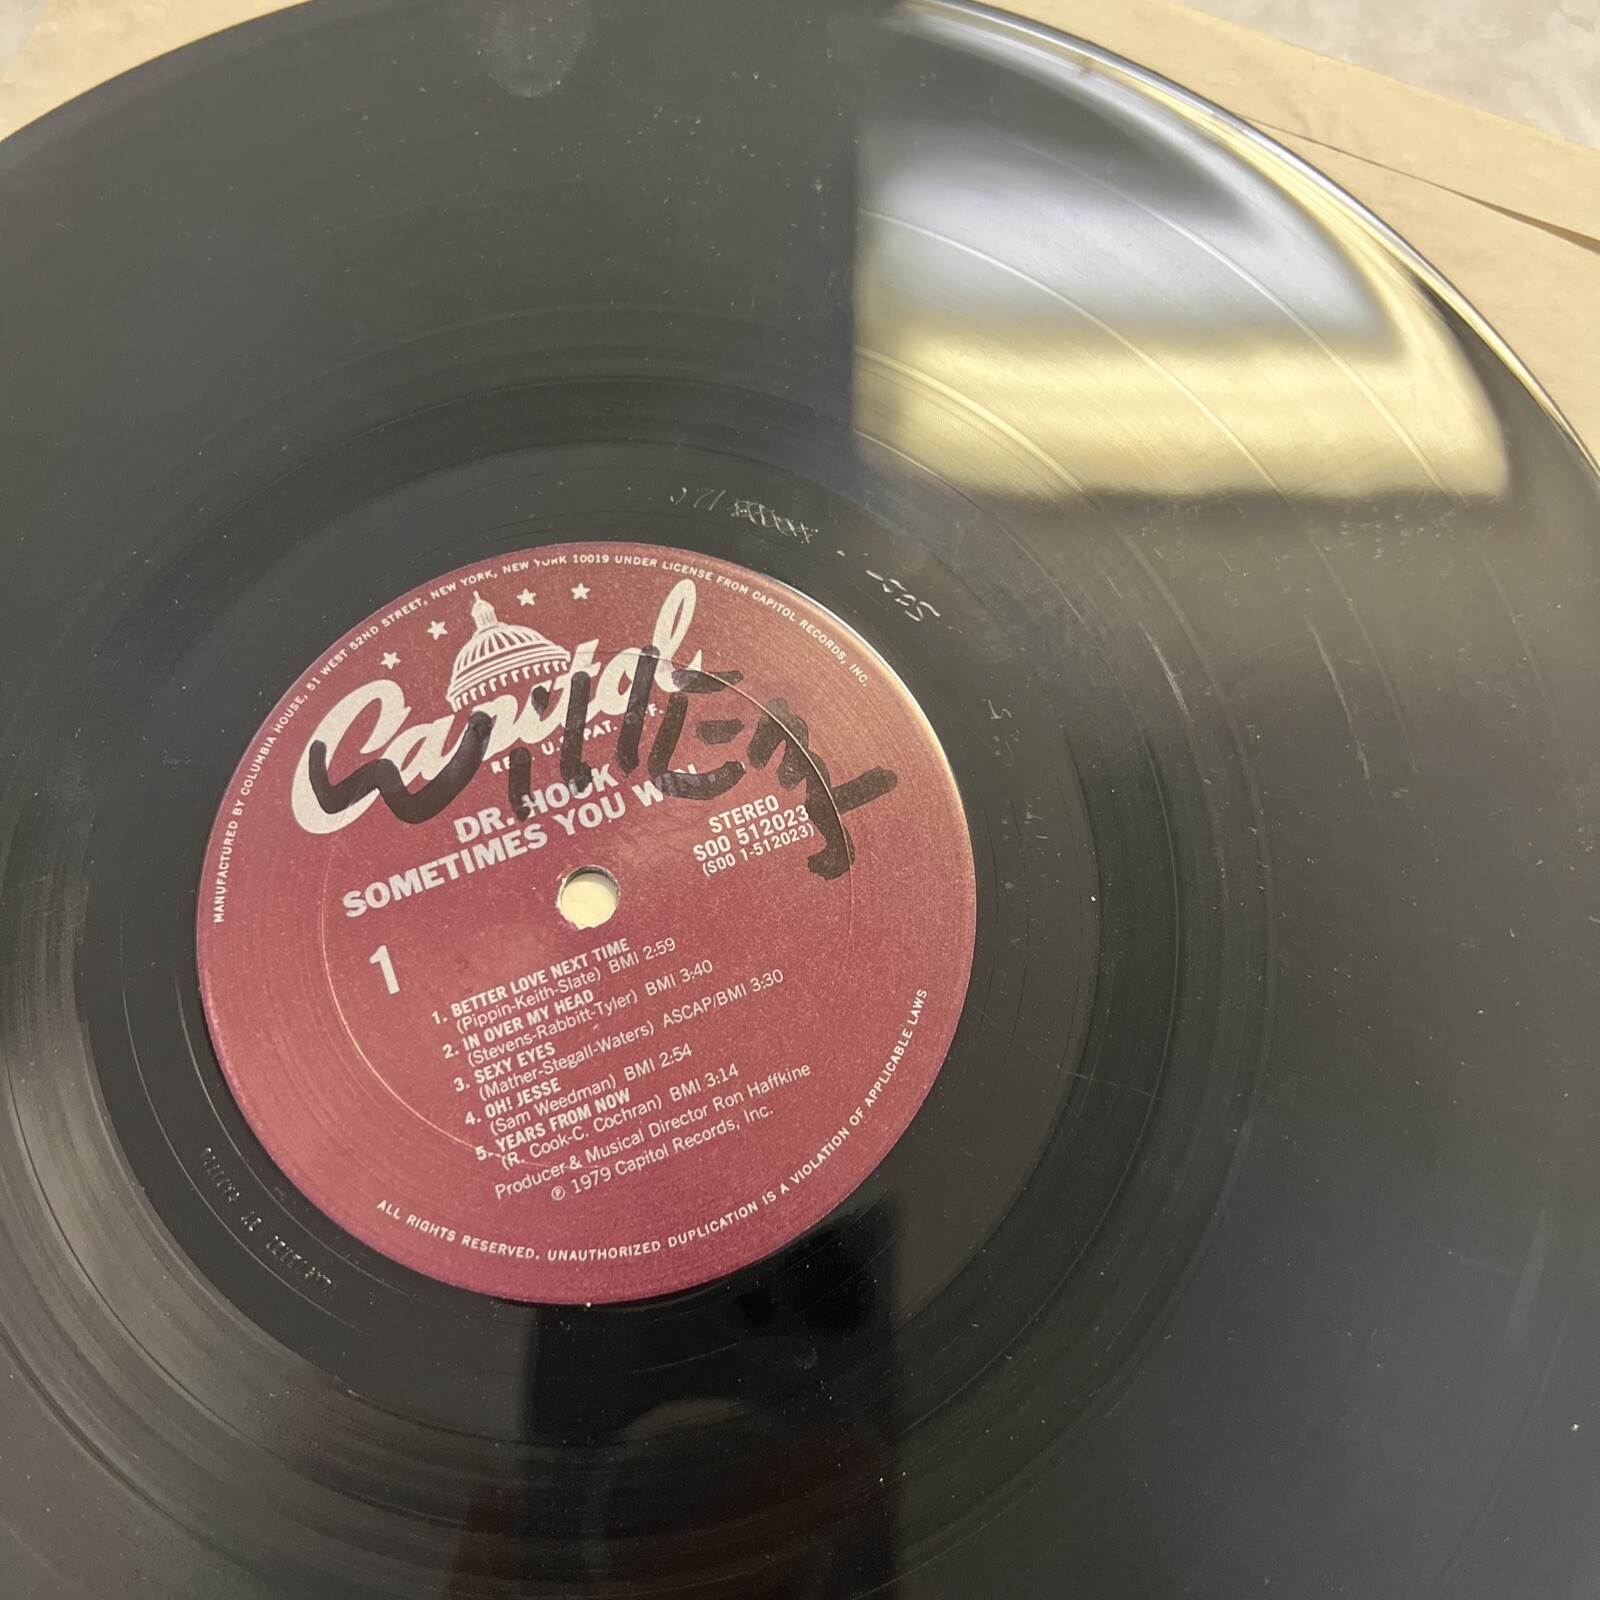 MANUFACTURED BY COLUMBIA HOUSE, 51 WEST 52ND STREET, NEW YORK, NEW YORK 10019 UNDER LICENSE FROM CAPITOL RECORDS, INC.
Capitol
REG. U.S. PAT. OFF.
DR. HOOK
SOMETIMES YOU WIN
STEREO
SOO 512023
(SOO 1-512023)
1
1. BETTER LOVE NEXT TIME
(Pippin-Keith-Slate) BMI 2:59
2. IN OVER MY HEAD
(Stevens-Rabbitt-Tyler) BMI 3:40
3. SEXY EYES
(Mather-Stegall-Waters) ASCAP/BMI 3:30
4. OH! JESSE
(Sam Weedman) BMI 2:54
5. YEARS FROM NOW
(R. Cook-C. Cochran) BMI 3:14
Producer & Musical Director Ron Haffkine
℗ 1979 Capitol Records, Inc.
ALL RIGHTS RESERVED. UNAUTHORIZED DUPLICATION IS A VIOLATION OF APPLICABLE LAWS